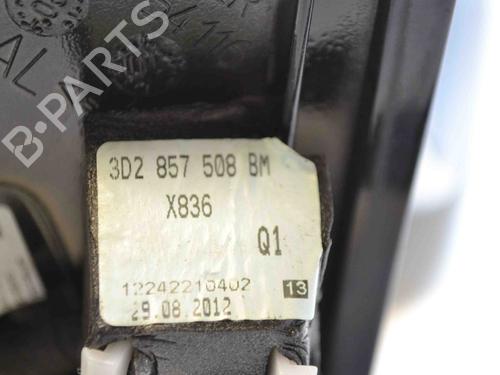 B-PARTS
3D2 857 508 BM
X836
Q1
12242210402 13
29.08.2012